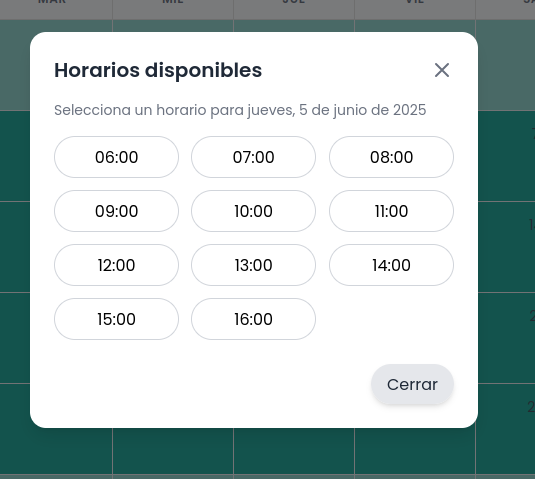 MAR MIÉ JUE VIE
Horarios disponibles
Selecciona un horario para jueves, 5 de junio de 2025
06:00 07:00 08:00
09:00 10:00 11:00
12:00 13:00 14:00
15:00 16:00
Cerrar